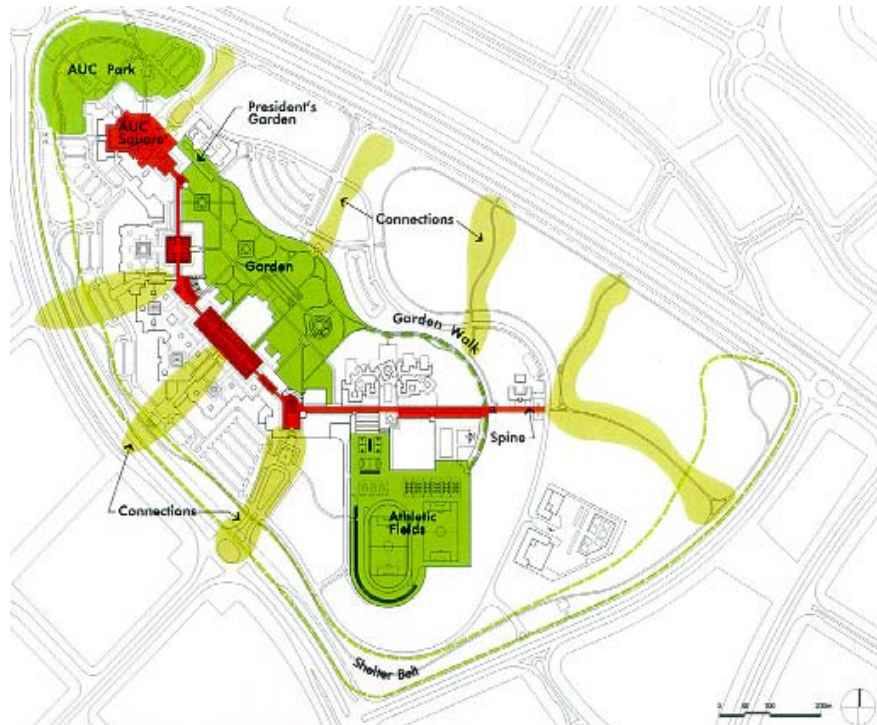 AUC Park
President's
Garden
AUC
Square
Connections
Garden
Garden Walk
Spine
Connections
Athletic
Fields
Shelter Belt